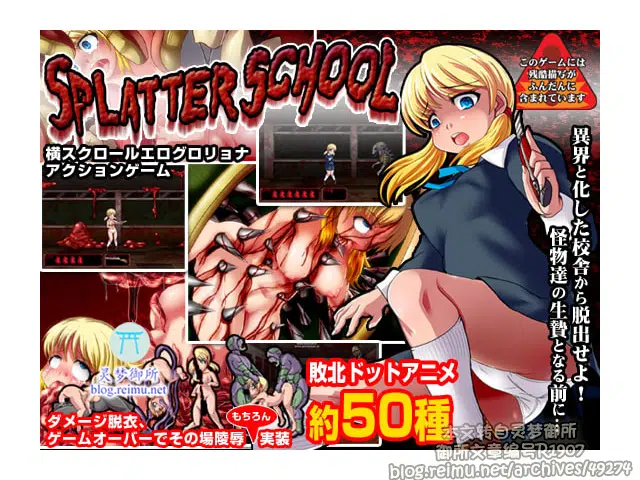 SPLATTER SCHOOL
横スクロールエログロリョナ
アクションゲーム
このゲームには
残酷描写が
ふんだんに
含まれています
異界と化した校舎から脱出せよ！
怪物達の生贄となる前に…
灵梦御所
blog.reimu.net
敗北ドットアニメ
約50種
ダメージ脱衣、
もちろん
ゲームオーバーでその場陵辱 実装
本文转自灵梦御所
御所文章编号R1907
blog.reimu.net/archives/49274